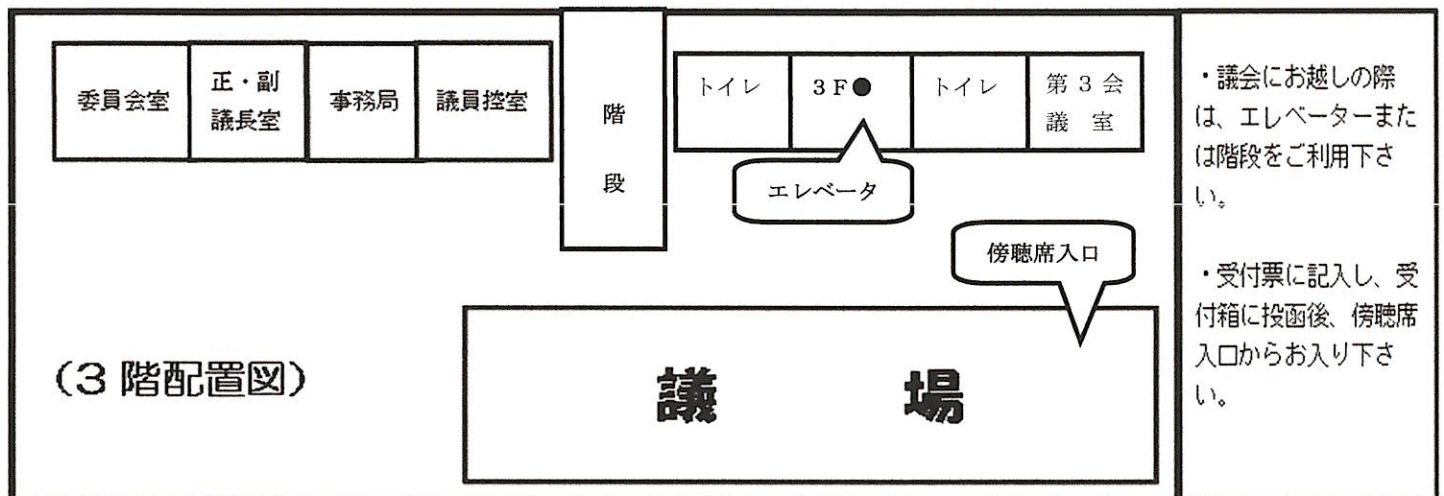 委員会室
正・副
議長室
事務局
議員控室
階
段
トイレ
3F●
トイレ
第3会
議 室
エレベータ
傍聴席入口
(3階配置図)
議 場
・議会にお越しの際
は、エレベーターまた
は階段をご利用下さ
い。
・受付票に記入し、受
付箱に投函後、傍聴席
入口からお入り下さ
い。